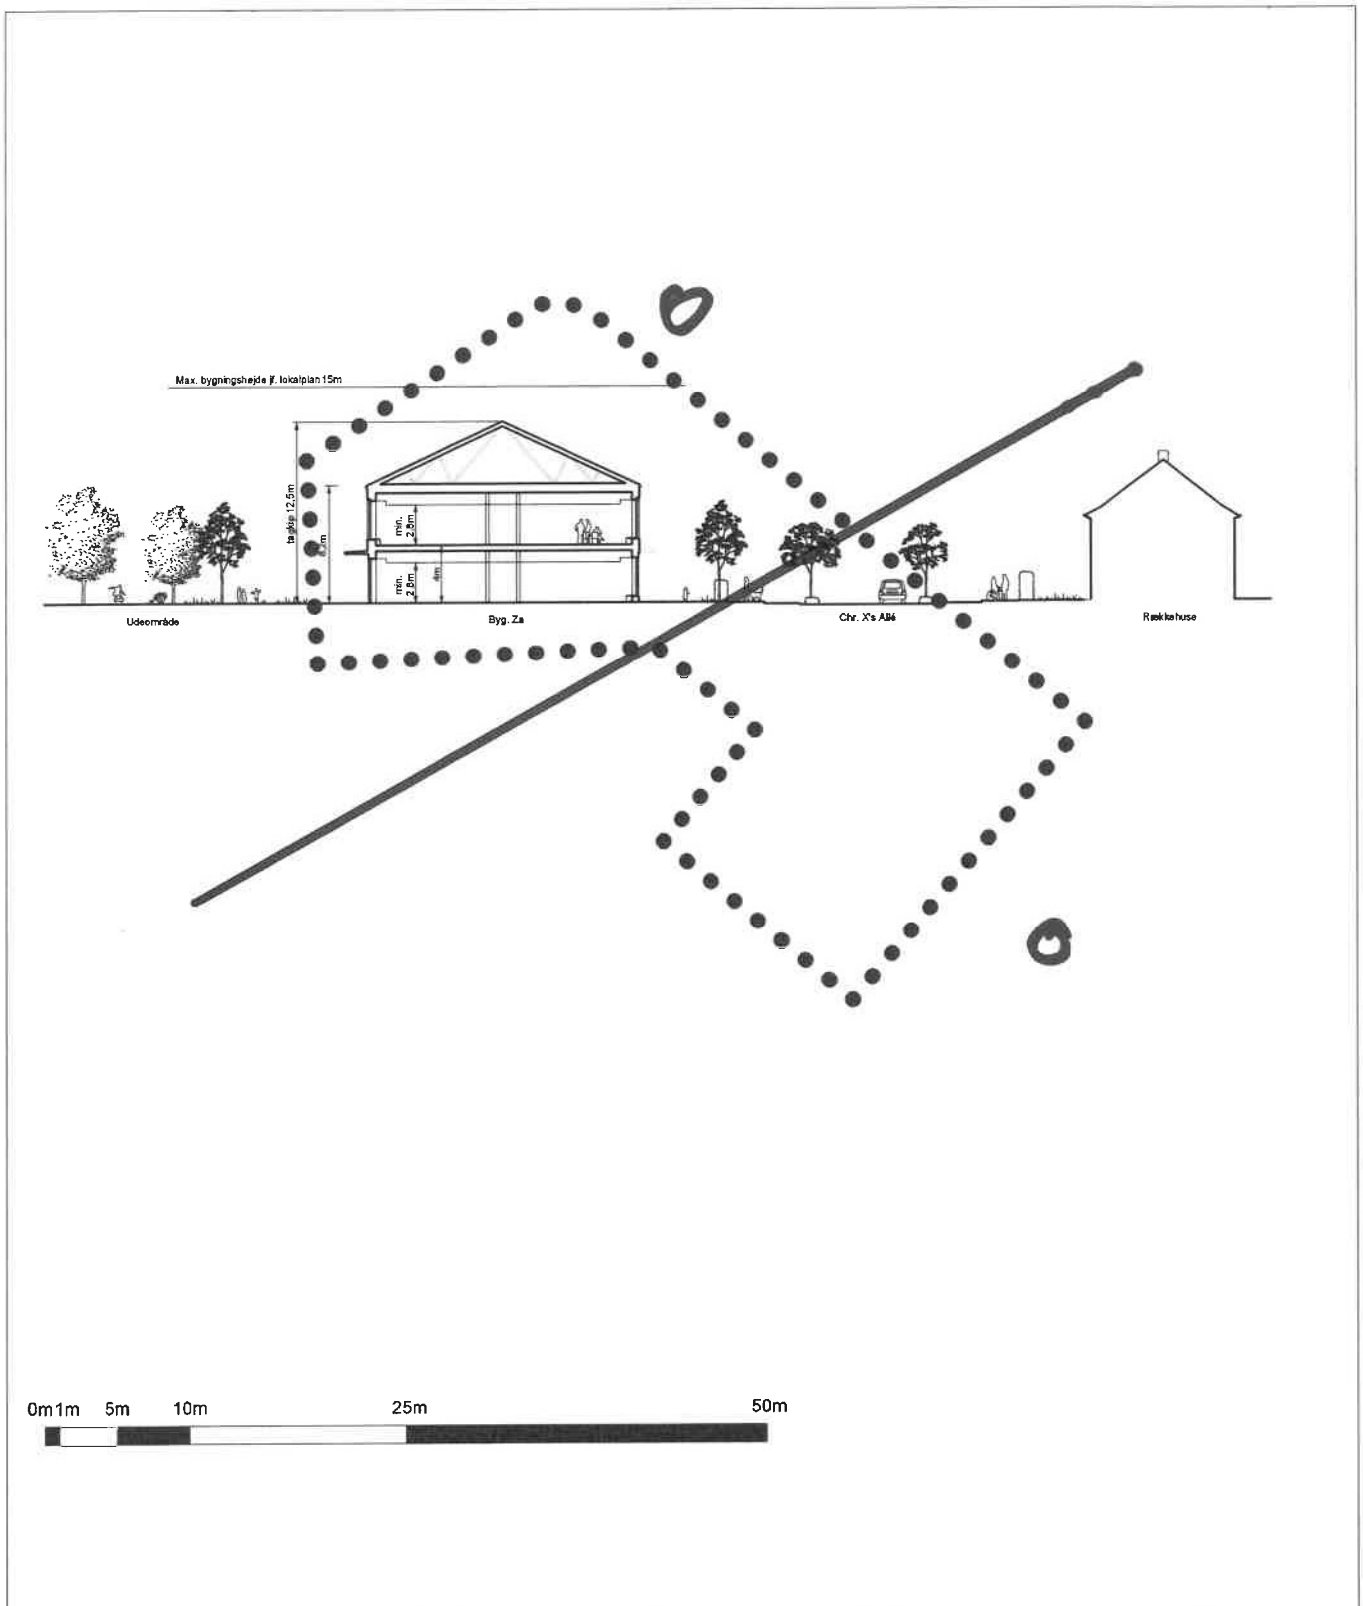 Max. bygningshøjde jf. lokalplan 15m
tagkip 12,5m
min.
2,8m
min.
2,8m
4m
Udeområde
Byg. Za
Chr. X's Allé
Rækkehuse
0m 1m 5m 10m 25m 50m